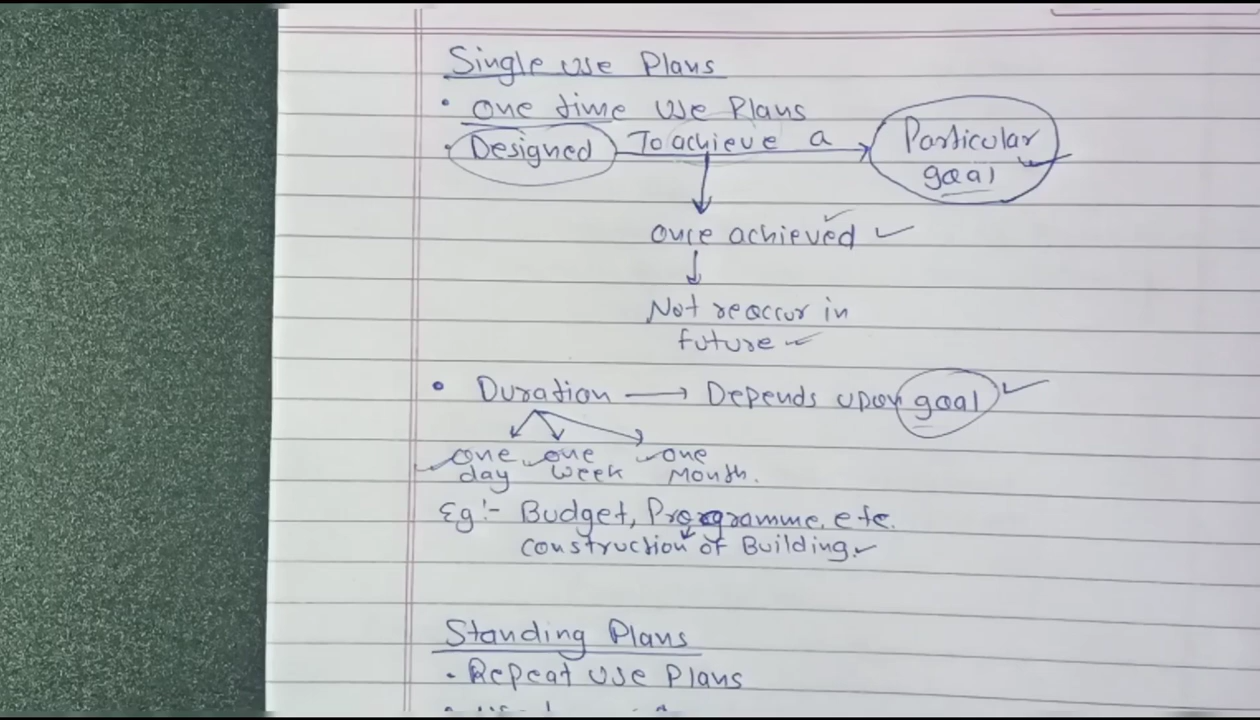 Single use Plans
• One time use Plans
• Designed To achieve a → Particular goal
once achieved ✓
↓
Not reoccur in
future ✓
• Duration → Depends upon goal ✓
one day one week one Month.
Eg:- Budget, Programme, etc.
construction of Building.
Standing Plans
• Repeat use Plans